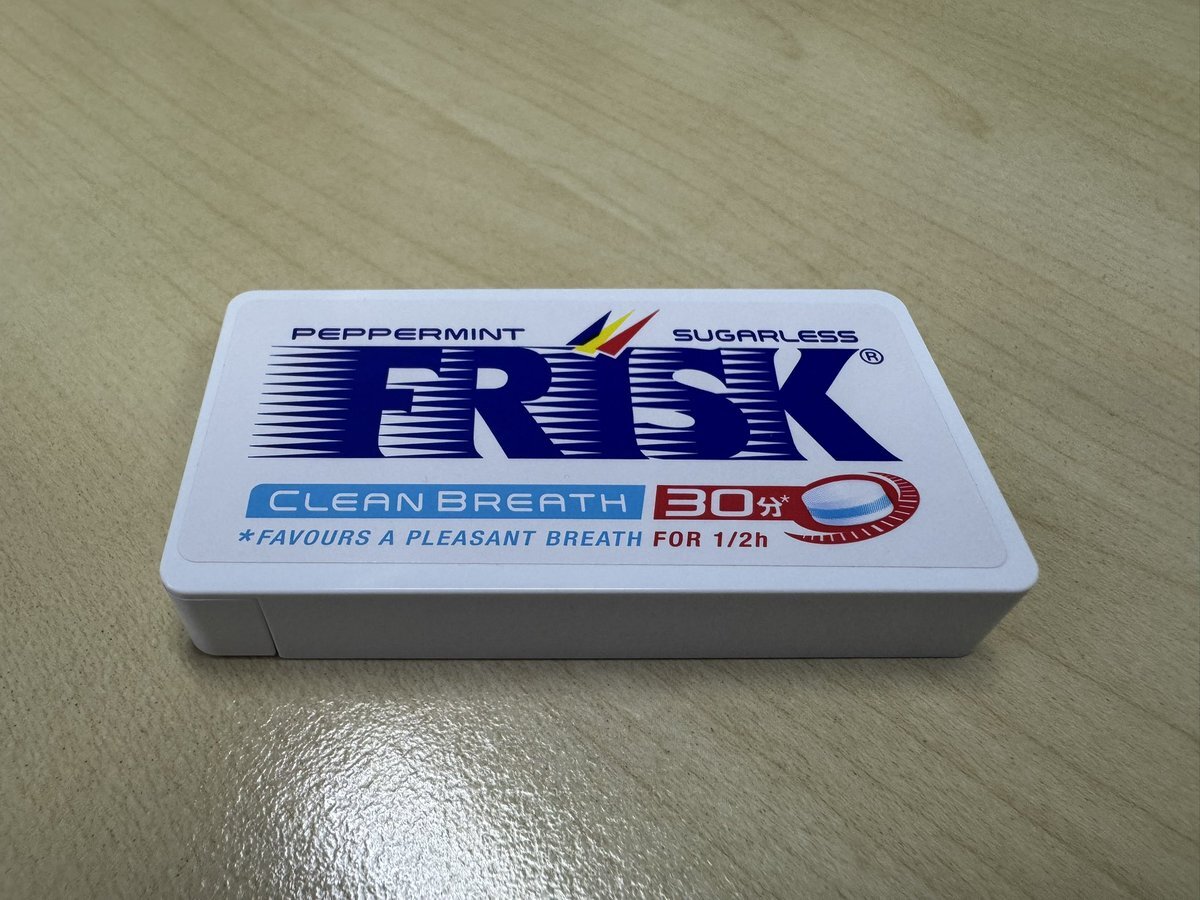 PEPPERMINT SUGARLESS
FRISK®
CLEAN BREATH 30分*
*FAVOURS A PLEASANT BREATH FOR 1/2h